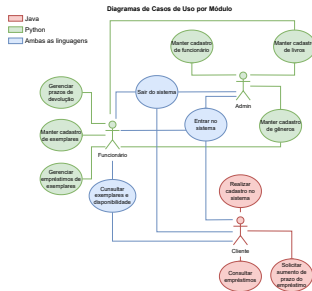 Diagramas de Casos de Uso por Módulo
Java
Python
Ambas as linguagens
Manter cadastro
de funcionário
Manter cadastro
de livros
Gerenciar
prazos de
devolução
Sair do sistema
Admin
Manter cadastro
de exemplares
Funcionário
Entrar no
sistema
Manter cadastro
de gêneros
Gerenciar
empréstimos de
exemplares
Consultar
exemplares e
disponibilidade
Realizar
cadastro no
sistema
Cliente
Consultar
empréstimos
Solicitar
aumento de
prazo do
empréstimo